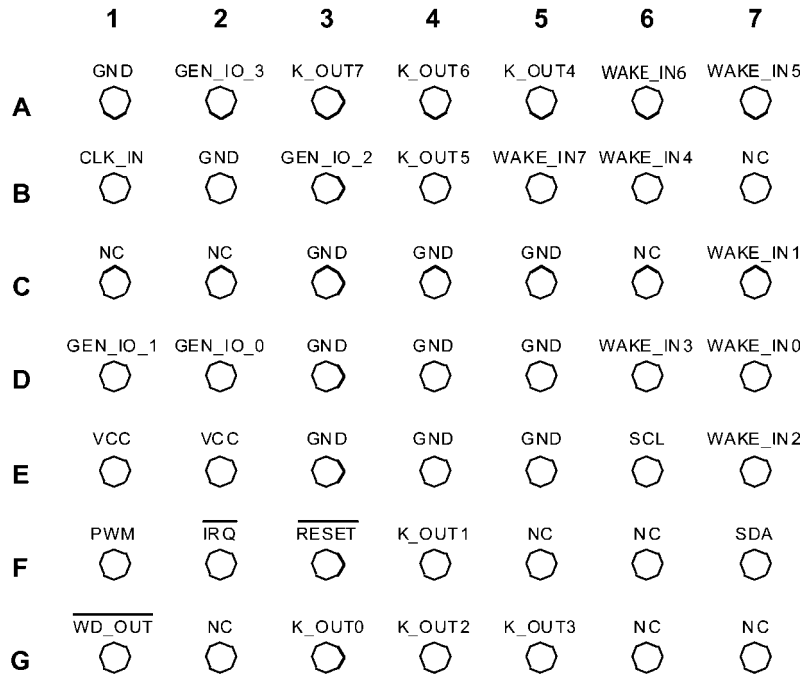 1 2 3 4 5 6 7
GND GEN_IO_3 K_OUT7 K_OUT6 K_OUT4 WAKE_IN6 WAKE_IN5
A
CLK_IN GND GEN_IO_2 K_OUT5 WAKE_IN7 WAKE_IN4 NC
B
NC NC GND GND GND NC WAKE_IN1
C
GEN_IO_1 GEN_IO_0 GND GND GND WAKE_IN3 WAKE_IN0
D
VCC VCC GND GND GND SCL WAKE_IN2
E
PWM IRQ RESET K_OUT1 NC NC SDA
F
WD_OUT NC K_OUT0 K_OUT2 K_OUT3 NC NC
G